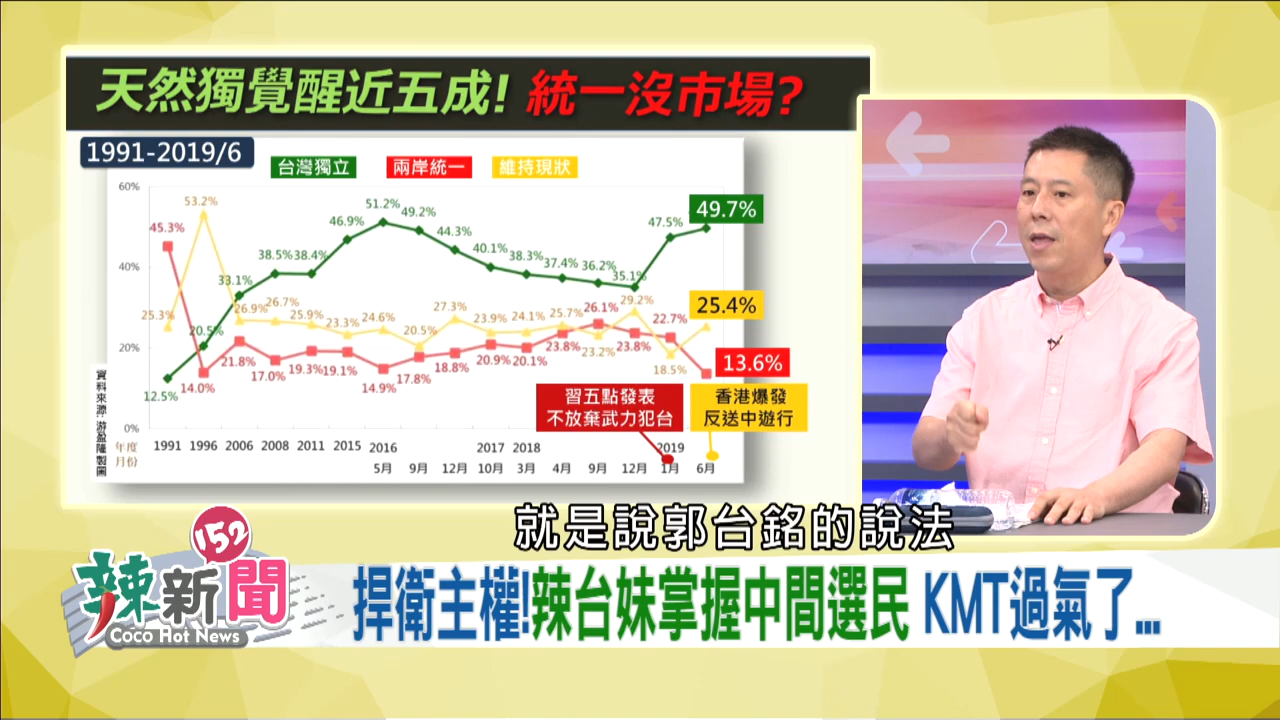 天然獨覺醒近五成! 統一沒市場?
1991-2019/6
台灣獨立 兩岸統一 維持現狀
60%
40%
20%
0%
12.5% 20.5% 33.1% 38.5% 38.4% 46.9% 51.2% 49.2% 44.3% 40.1% 38.3% 37.4% 36.2% 35.1% 47.5% 49.7%
25.3% 53.2% 26.9% 26.7% 25.9% 23.3% 24.6% 20.5% 27.3% 23.9% 24.1% 25.7% 23.2% 29.2% 18.5% 25.4%
45.3% 14.0% 21.8% 17.0% 19.3% 19.1% 14.9% 17.8% 18.8% 20.9% 20.1% 23.8% 26.1% 23.8% 22.7% 13.6%
習五點發表
不放棄武力犯台
香港爆發
反送中遊行
年度 1991 1996 2006 2008 2011 2015 2016 2017 2018 2019
月份 5月 9月 12月 10月 3月 4月 9月 12月 1月 6月
資料來源: 游盈隆製圖
就是說郭台銘的說法
152
辣新聞
Coco Hot News
捍衛主權!辣台妹掌握中間選民 KMT過氣了...